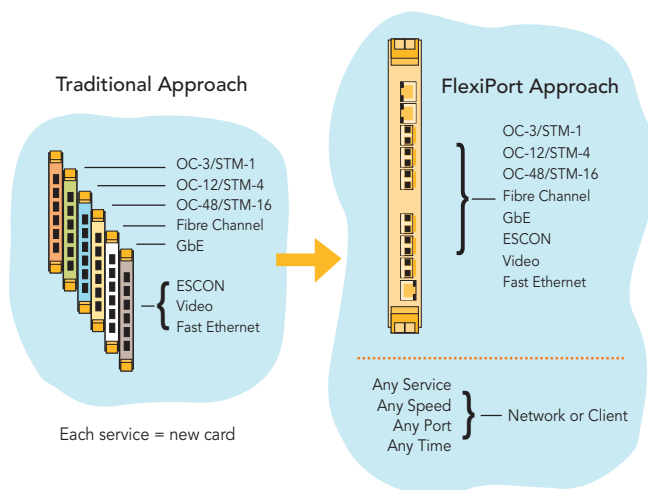 Traditional Approach
OC-3/STM-1
OC-12/STM-4
OC-48/STM-16
Fibre Channel
GbE
ESCON
Video
Fast Ethernet
Each service = new card
FlexiPort Approach
OC-3/STM-1
OC-12/STM-4
OC-48/STM-16
Fibre Channel
GbE
ESCON
Video
Fast Ethernet
Any Service
Any Speed
Any Port
Any Time
Network or Client